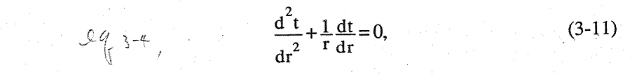 eq 3-4, d²t/dr² + 1/r dt/dr = 0, (3-11)